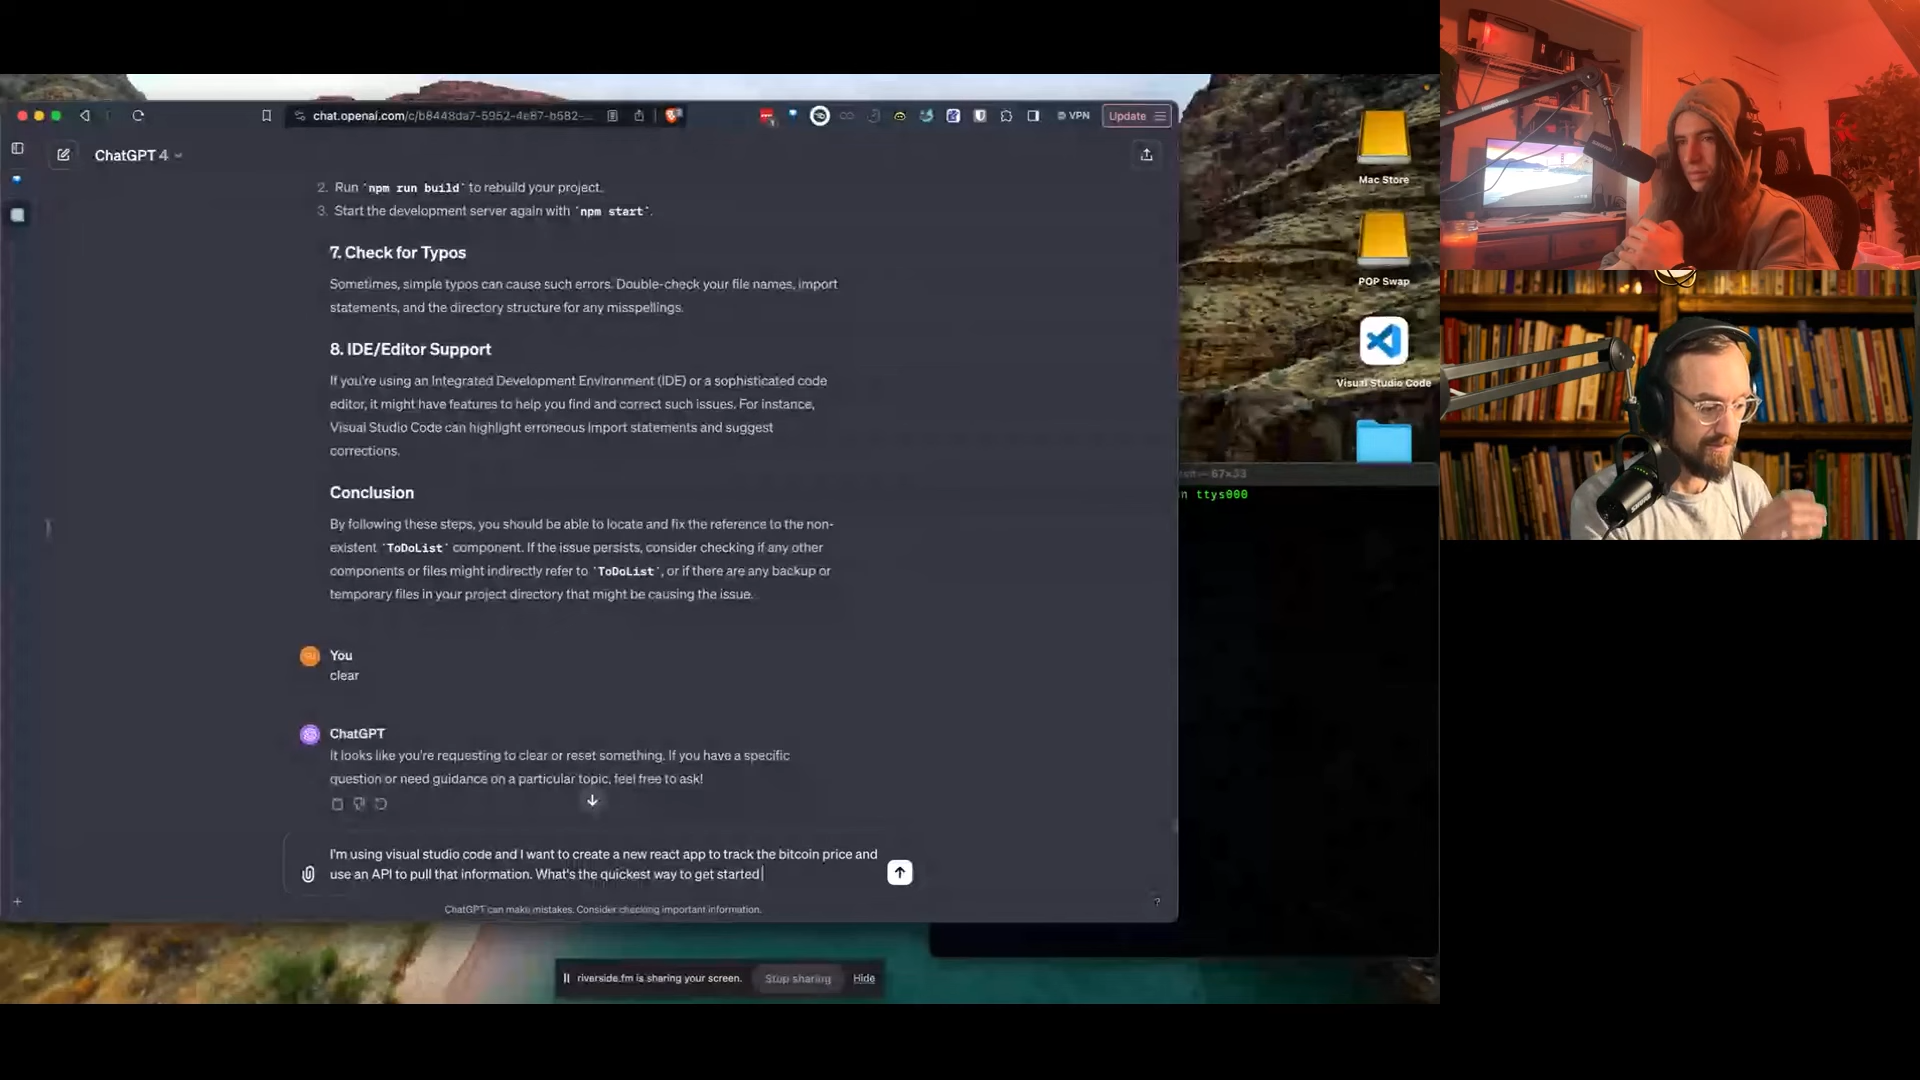 chat.openai.com/c/b8448da7-5952-4e87-b582-...
VPN
Update
ChatGPT 4
2. Run `npm run build` to rebuild your project.
3. Start the development server again with `npm start`.
7. Check for Typos
Sometimes, simple typos can cause such errors. Double-check your file names, import
statements, and the directory structure for any misspellings.
8. IDE/Editor Support
If you're using an Integrated Development Environment (IDE) or a sophisticated code
editor, it might have features to help you find and correct such issues. For instance,
Visual Studio Code can highlight erroneous import statements and suggest
corrections.
Conclusion
By following these steps, you should be able to locate and fix the reference to the non-
existent `ToDoList` component. If the issue persists, consider checking if any other
components or files might indirectly refer to `ToDoList`, or if there are any backup or
temporary files in your project directory that might be causing the issue.
You
clear
ChatGPT
It looks like you're requesting to clear or reset something. If you have a specific
question or need guidance on a particular topic, feel free to ask!
I'm using visual studio code and I want to create a new react app to track the bitcoin price and
use an API to pull that information. What's the quickest way to get started
ChatGPT can make mistakes. Consider checking important information.
?
riverside.fm is sharing your screen.
Stop sharing
Hide
Mac Store
POP Swap
Visual Studio Code
67×33
n ttys000